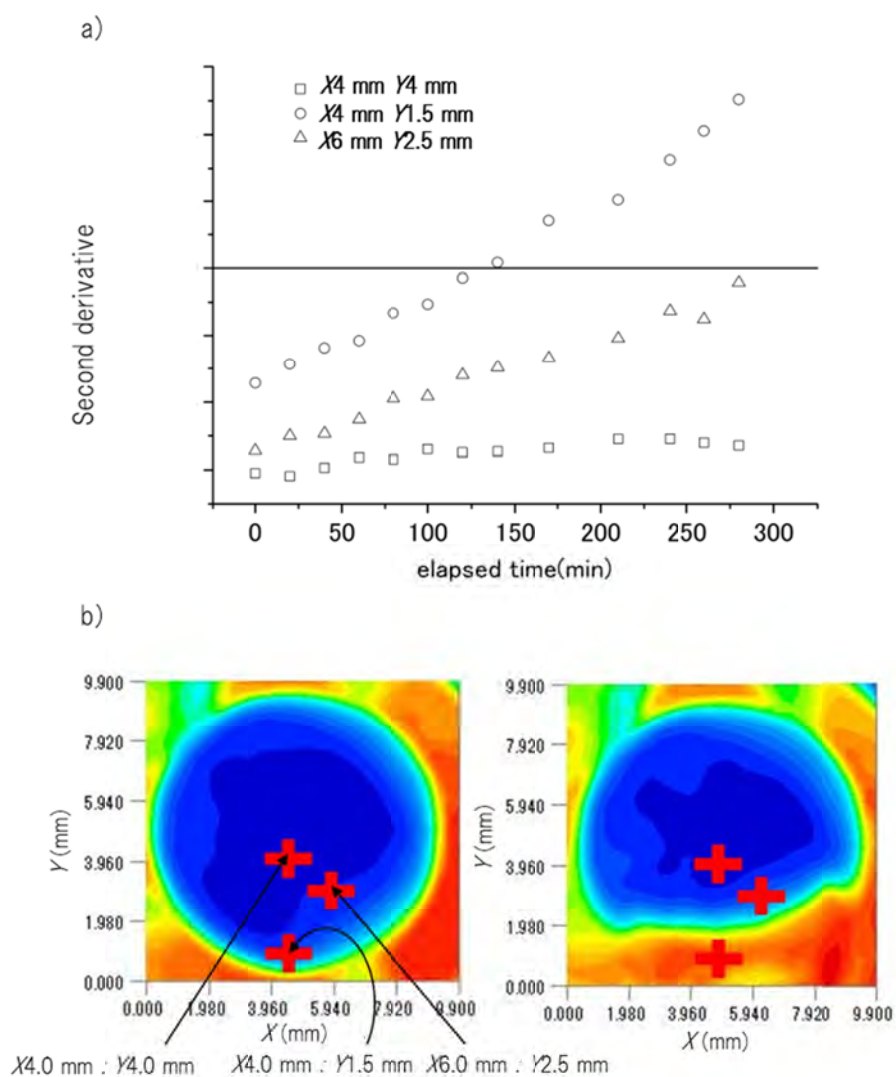 a)
X4 mm Y4 mm
X4 mm Y1.5 mm
X6 mm Y2.5 mm
Second derivative
0 50 100 150 200 250 300
elapsed time(min)
b)
9.900
7.920
5.940
3.960
1.980
0.000
Y (mm)
0.000 1.980 3.960 5.940 7.920 9.900
X (mm)
9.900
7.920
5.940
3.960
1.980
0.000
Y (mm)
0.000 1.980 3.960 5.940 7.920 9.900
X (mm)
X4.0 mm : Y4.0 mm X4.0 mm : Y1.5 mm X6.0 mm : Y2.5 mm